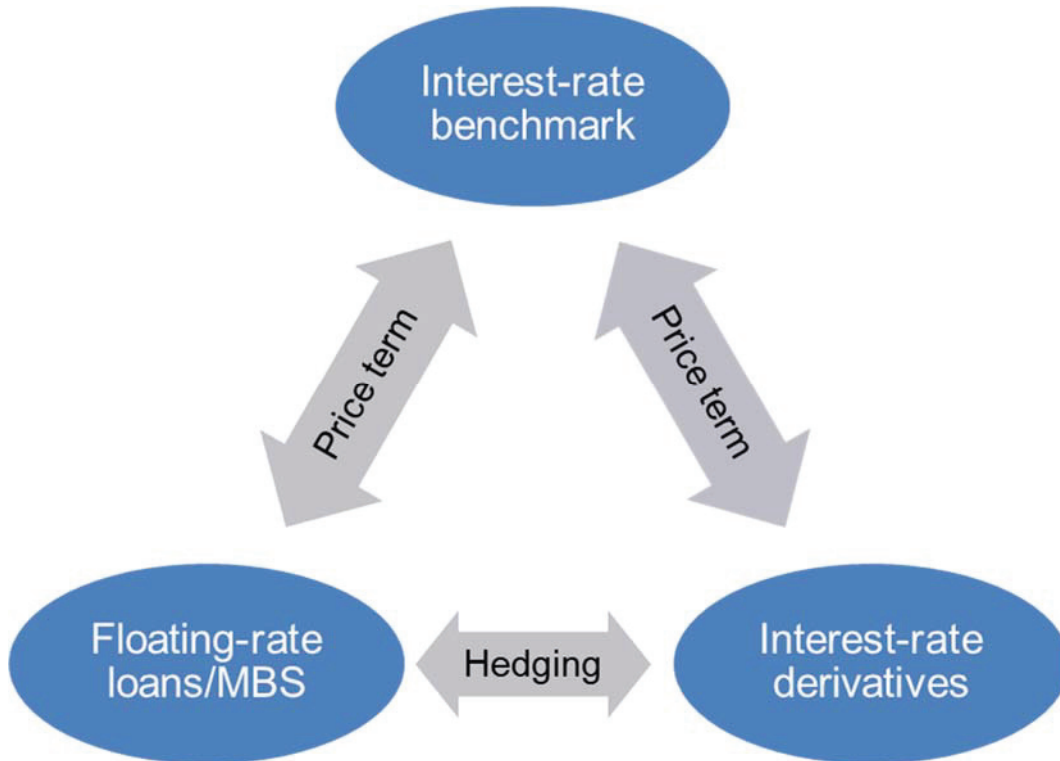 Interest-rate
benchmark
Price term
Price term
Floating-rate
loans/MBS
Hedging
Interest-rate
derivatives